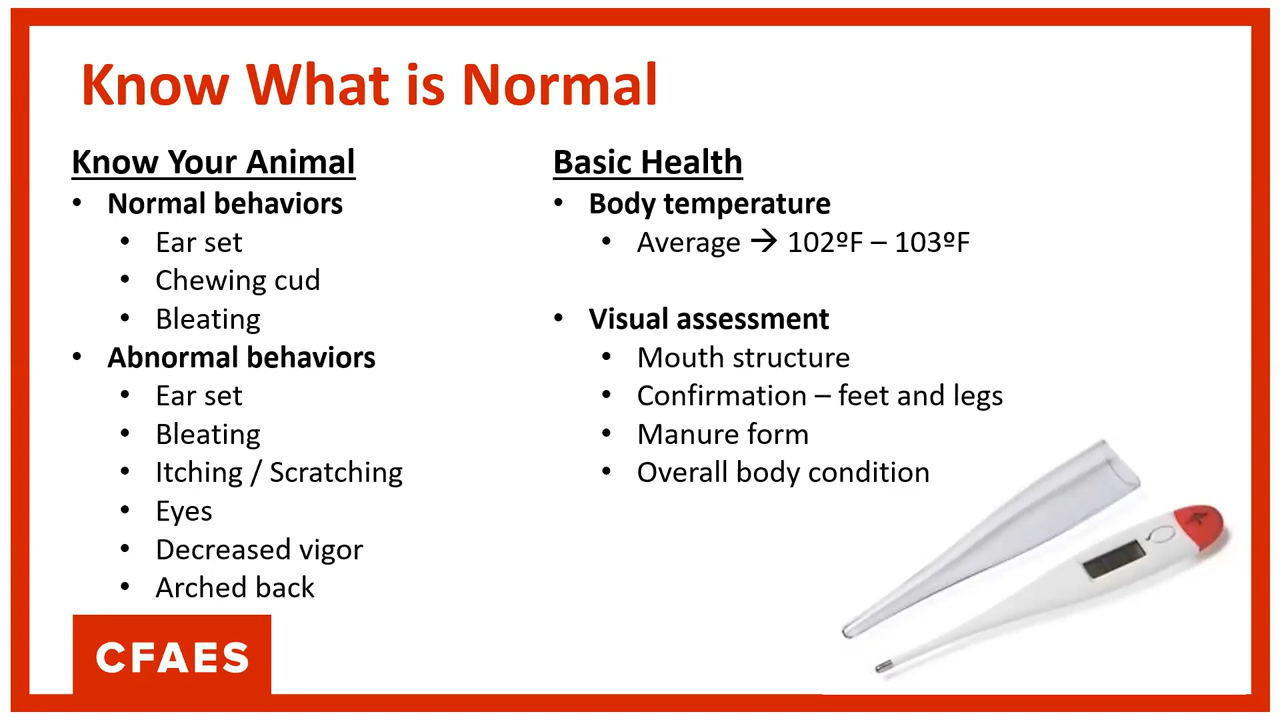 Know What is Normal
Know Your Animal
• Normal behaviors
• Ear set
• Chewing cud
• Bleating
• Abnormal behaviors
• Ear set
• Bleating
• Itching / Scratching
• Eyes
• Decreased vigor
• Arched back
Basic Health
• Body temperature
• Average → 102ºF – 103ºF
• Visual assessment
• Mouth structure
• Confirmation – feet and legs
• Manure form
• Overall body condition
CFAES